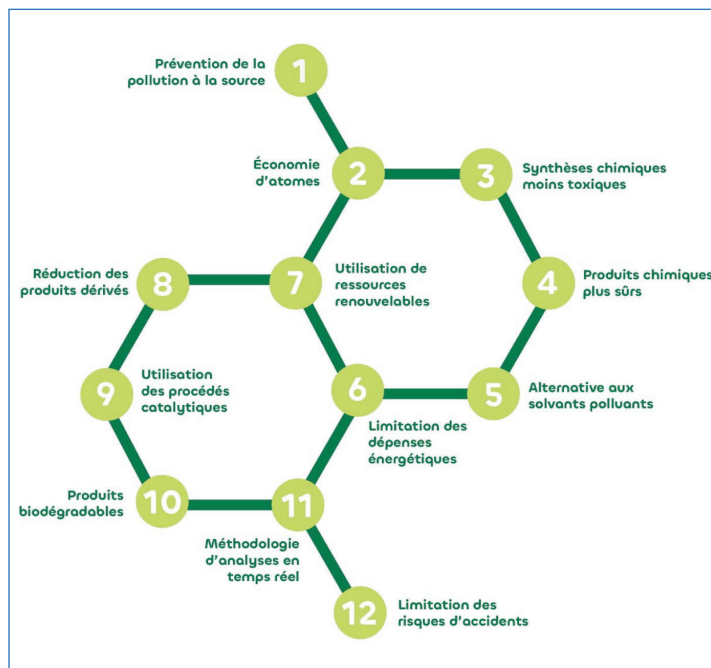 1
Prévention de la
pollution à la source
2
Économie
d'atomes
3
Synthèses chimiques
moins toxiques
4
Produits chimiques
plus sûrs
5
Alternative aux
solvants polluants
6
Limitation des
dépenses
énergétiques
7
Utilisation de
ressources
renouvelables
8
Réduction des
produits dérivés
9
Utilisation
des procédés
catalytiques
10
Produits
biodégradables
11
Méthodologie
d'analyses en
temps réel
12
Limitation des
risques d'accidents